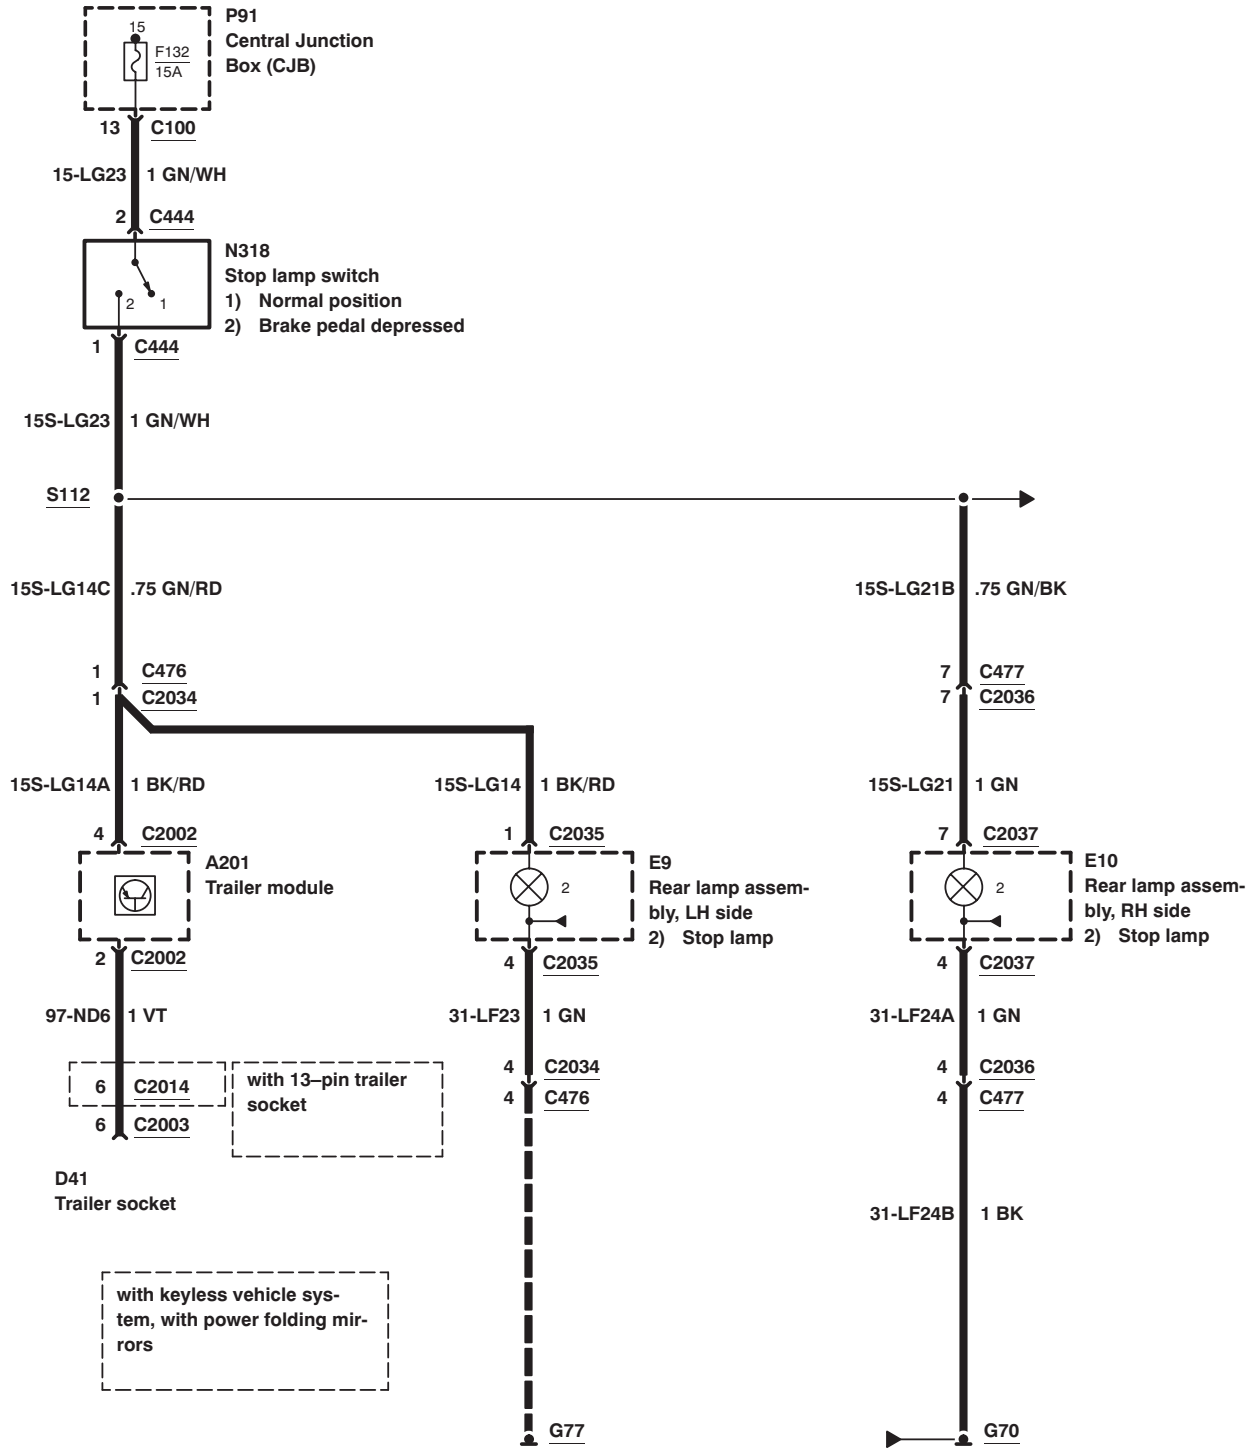 P91
Central Junction
Box (CJB)
15
F132
15A
13 C100
15-LG23 1 GN/WH
2 C444
N318
Stop lamp switch
1) Normal position
2) Brake pedal depressed
2 1
1 C444
15S-LG23 1 GN/WH
S112
15S-LG14C .75 GN/RD
15S-LG21B .75 GN/BK
1 C476
7 C477
1 C2034
7 C2036
15S-LG14A 1 BK/RD
15S-LG14 1 BK/RD
15S-LG21 1 GN
4 C2002
1 C2035
7 C2037
A201
Trailer module
E9
Rear lamp assem-
bly, LH side
2) Stop lamp
2
E10
Rear lamp assem-
bly, RH side
2) Stop lamp
2
2 C2002
4 C2035
4 C2037
97-ND6 1 VT
31-LF23 1 GN
31-LF24A 1 GN
6 C2014
with 13–pin trailer
socket
4 C2034
4 C2036
6 C2003
4 C476
4 C477
D41
Trailer socket
31-LF24B 1 BK
with keyless vehicle sys-
tem, with power folding mir-
rors
G77
G70